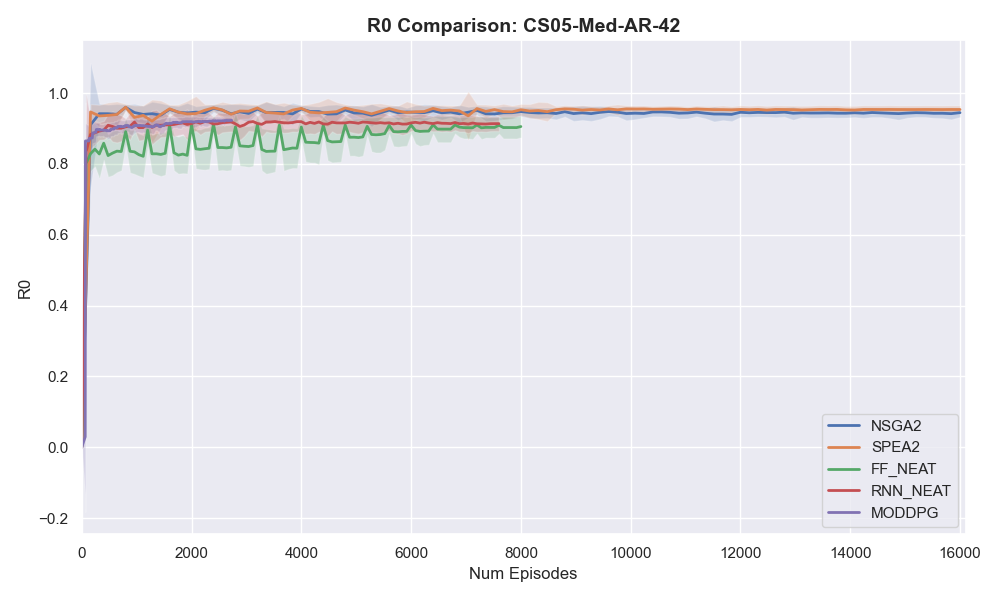 R0 Comparison: CS05-Med-AR-42
R0
1.0
0.8
0.6
0.4
0.2
0.0
−0.2
0
2000
4000
6000
8000
10000
12000
14000
16000
Num Episodes
NSGA2
SPEA2
FF_NEAT
RNN_NEAT
MODDPG